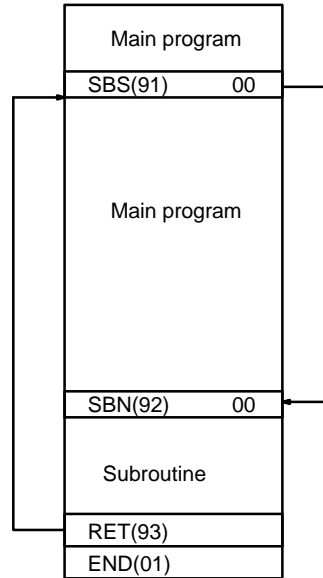 Main program
SBS(91) 00
Main program
SBN(92) 00
Subroutine
RET(93)
END(01)